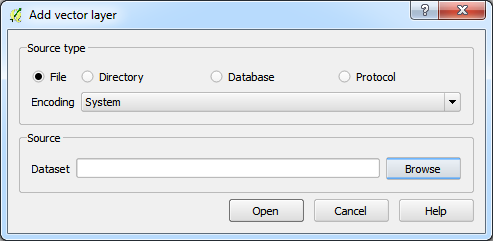 Add vector layer
Source type
File Directory Database Protocol
Encoding System
Source
Dataset Browse
Open Cancel Help